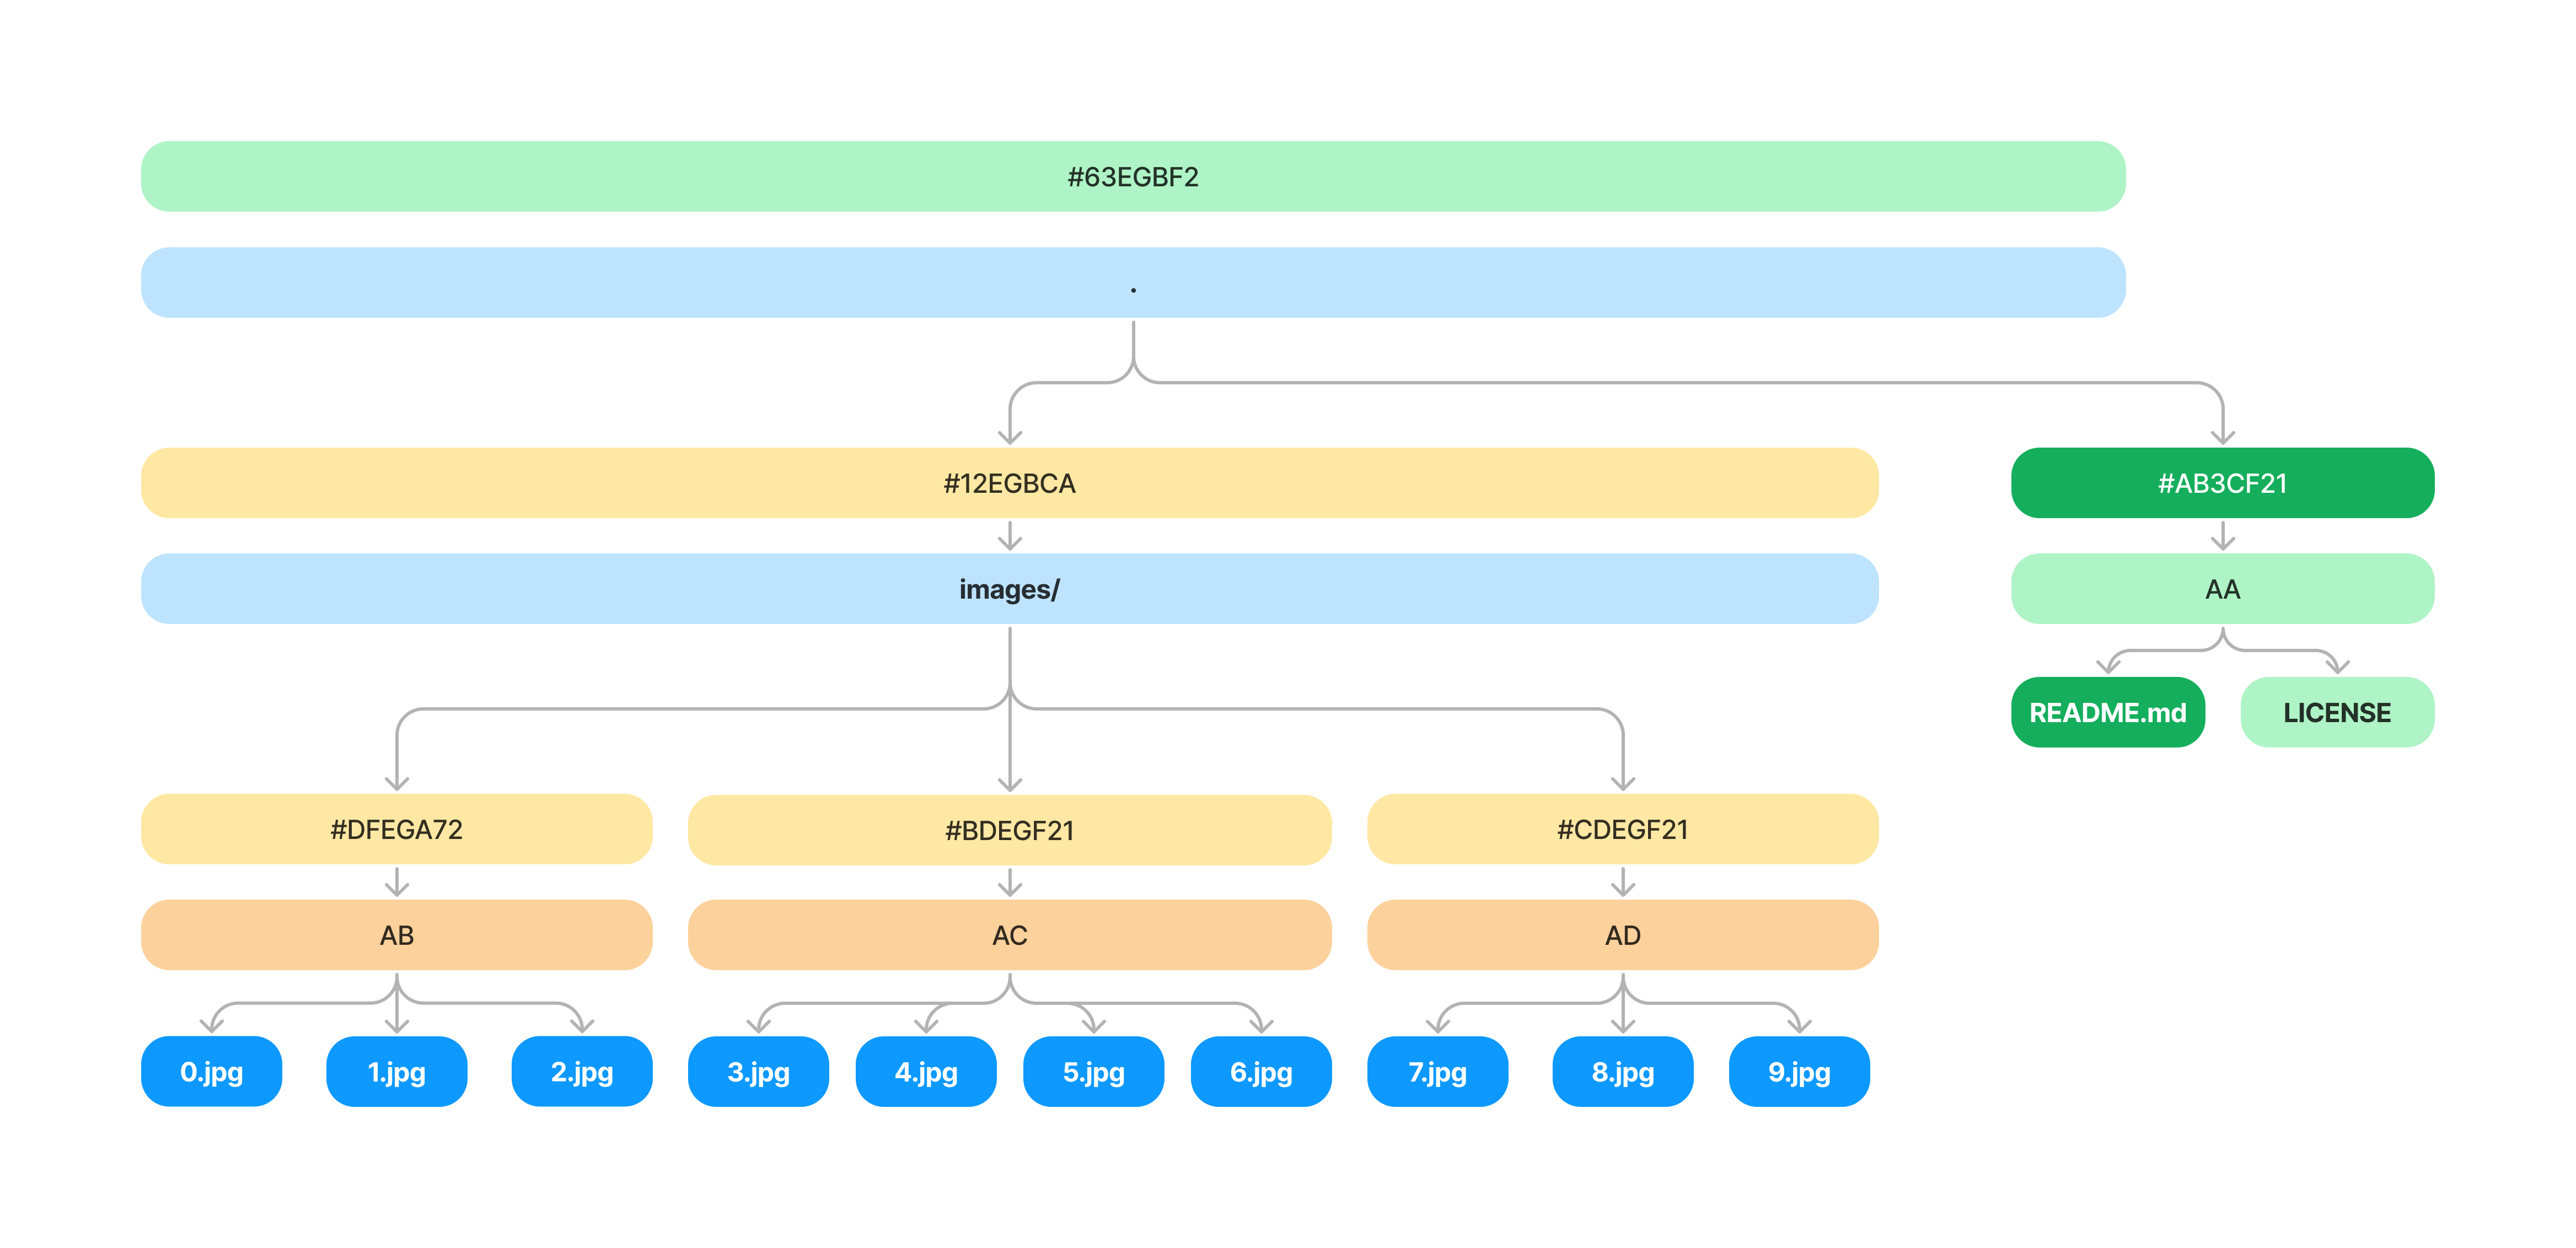 #63EGBF2
.
#12EGBCA
#AB3CF21
images/
AA
README.md
LICENSE
#DFEGA72
#BDEGF21
#CDEGF21
AB
AC
AD
0.jpg
1.jpg
2.jpg
3.jpg
4.jpg
5.jpg
6.jpg
7.jpg
8.jpg
9.jpg